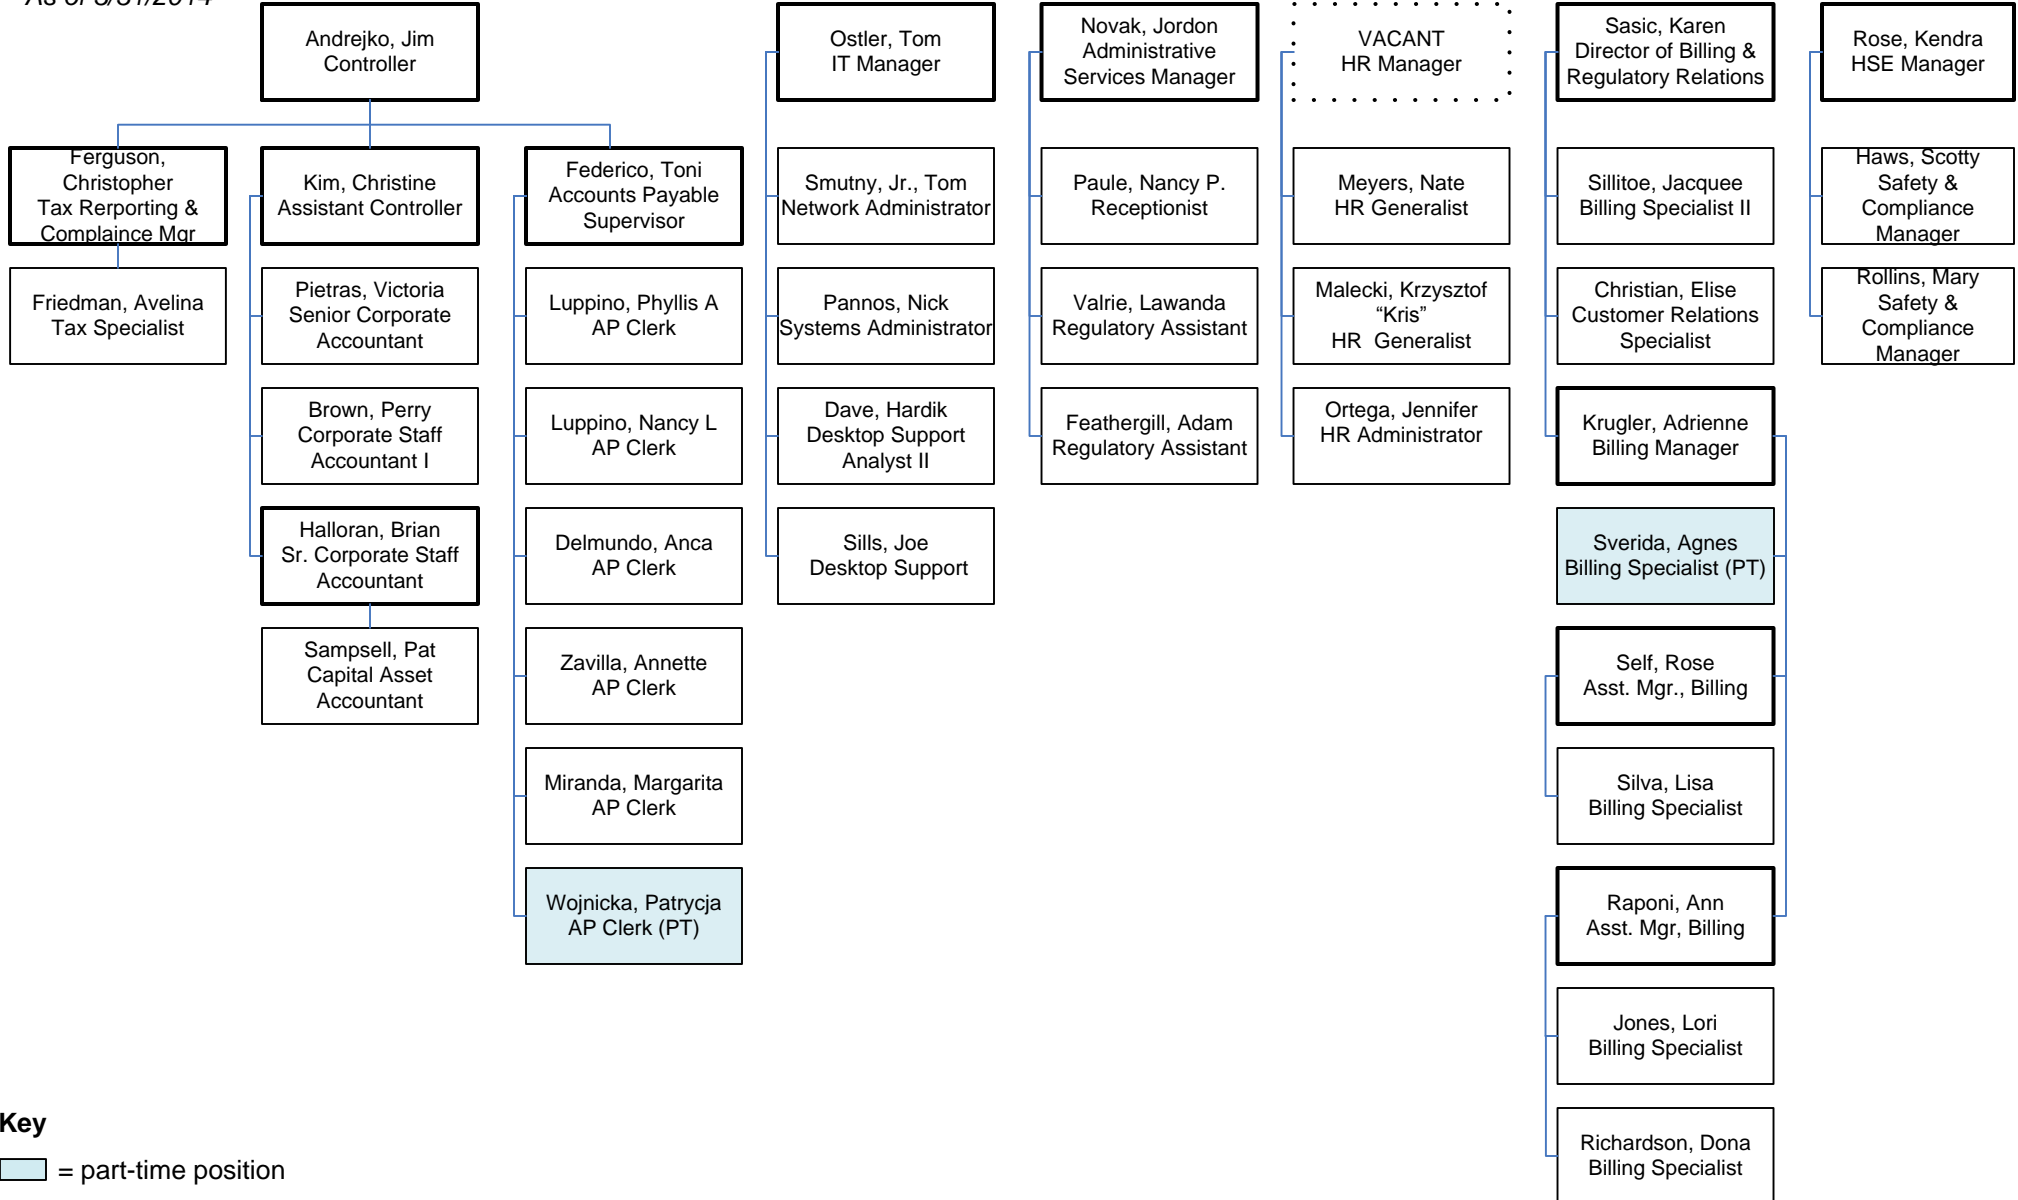 Andrejko, Jim
Controller
Ostler, Tom
IT Manager
Novak, Jordon
Administrative
Services Manager
VACANT
HR Manager
Sasic, Karen
Director of Billing &
Regulatory Relations
Rose, Kendra
HSE Manager
Ferguson,
Christopher
Tax Rerporting &
Complaince Mgr
Kim, Christine
Assistant Controller
Federico, Toni
Accounts Payable
Supervisor
Smutny, Jr., Tom
Network Administrator
Paule, Nancy P.
Receptionist
Meyers, Nate
HR Generalist
Sillitoe, Jacquee
Billing Specialist II
Haws, Scotty
Safety &
Compliance
Manager
Friedman, Avelina
Tax Specialist
Pietras, Victoria
Senior Corporate
Accountant
Luppino, Phyllis A
AP Clerk
Pannos, Nick
Systems Administrator
Valrie, Lawanda
Regulatory Assistant
Malecki, Krzysztof
“Kris”
HR  Generalist
Christian, Elise
Customer Relations
Specialist
Rollins, Mary
Safety &
Compliance
Manager
Brown, Perry
Corporate Staff
Accountant I
Luppino, Nancy L
AP Clerk
Dave, Hardik
Desktop Support
Analyst II
Feathergill, Adam
Regulatory Assistant
Ortega, Jennifer
HR Administrator
Krugler, Adrienne
Billing Manager
Halloran, Brian
Sr. Corporate Staff
Accountant
Delmundo, Anca
AP Clerk
Sills, Joe
Desktop Support
Sverida, Agnes
Billing Specialist (PT)
Sampsell, Pat
Capital Asset
Accountant
Zavilla, Annette
AP Clerk
Self, Rose
Asst. Mgr., Billing
Miranda, Margarita
AP Clerk
Silva, Lisa
Billing Specialist
Wojnicka, Patrycja
AP Clerk (PT)
Raponi, Ann
Asst. Mgr, Billing
Jones, Lori
Billing Specialist
Richardson, Dona
Billing Specialist
Key
= part-time position